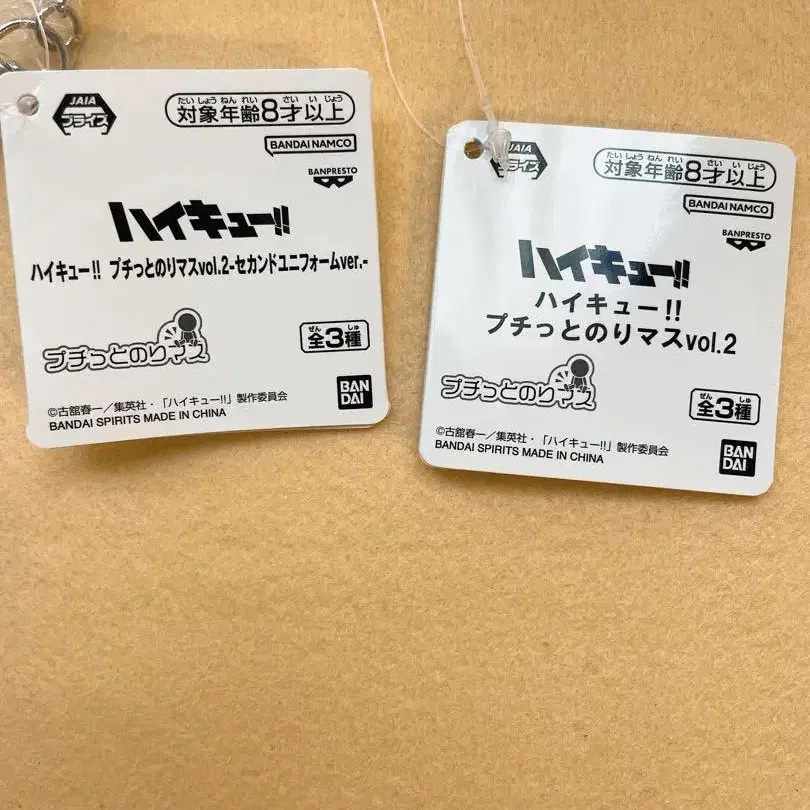 JAIA
プライズ
たいしょうねんれい さいいじょう
対象年齢8才以上
BANDAI NAMCO
BANPRESTO
ハイキュー!!
ハイキュー!! プチっとのりマスvol.2-セカンドユニフォームver.-
プチっとのりマス
ぜん しゅ
全3種
©古舘春一/集英社・「ハイキュー!!」製作委員会
BANDAI SPIRITS MADE IN CHINA
BAN
DAI
JAIA
プライズ
たいしょうねんれい さいいじょう
対象年齢8才以上
BANDAI NAMCO
BANPRESTO
ハイキュー!!
ハイキュー!!
プチっとのりマスvol.2
プチっとのりマス
ぜん しゅ
全3種
©古舘春一/集英社・「ハイキュー!!」製作委員会
BANDAI SPIRITS MADE IN CHINA
BAN
DAI